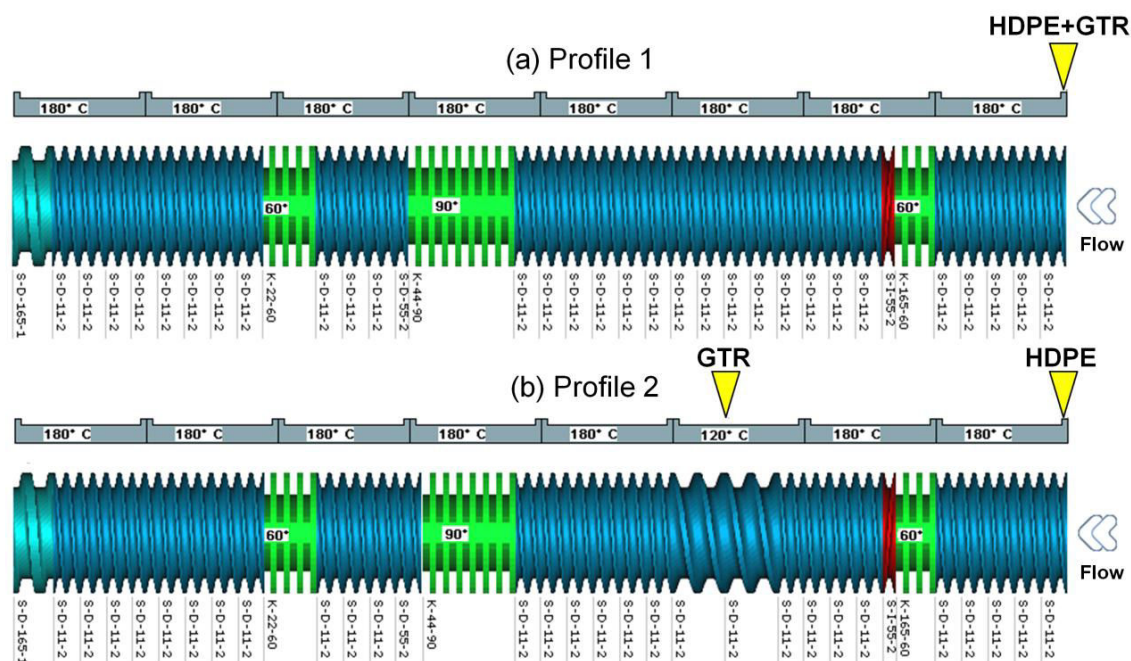 HDPE+GTR
(a) Profile 1
180° C
180° C
180° C
180° C
180° C
180° C
180° C
180° C
60°
90°
60°
Flow
S-D-165-1
S-D-11-2
S-D-11-2
S-D-11-2
S-D-11-2
S-D-11-2
S-D-11-2
S-D-11-2
S-D-11-2
K-22-60
S-D-11-2
S-D-11-2
S-D-11-2
S-D-55-2
K-44-90
S-D-11-2
S-D-11-2
S-D-11-2
S-D-11-2
S-D-11-2
S-D-11-2
S-D-11-2
S-D-11-2
S-D-11-2
S-D-11-2
S-D-11-2
S-D-11-2
S-D-11-2
S-D-11-2
S-I-55-2
K-165-60
S-D-11-2
S-D-11-2
S-D-11-2
S-D-11-2
S-D-11-2
GTR
HDPE
(b) Profile 2
180° C
180° C
180° C
180° C
180° C
120° C
180° C
180° C
60°
90°
60°
Flow
S-D-165-1
S-D-11-2
S-D-11-2
S-D-11-2
S-D-11-2
S-D-11-2
S-D-11-2
S-D-11-2
S-D-11-2
K-22-60
S-D-11-2
S-D-11-2
S-D-11-2
S-D-55-2
K-44-90
S-D-11-2
S-D-11-2
S-D-11-2
S-D-11-2
S-D-11-2
S-D-11-2
S-D-11-2
S-D-11-2
S-D-11-2
S-D-11-2
S-D-11-2
S-D-11-2
S-I-55-2
K-165-60
S-D-11-2
S-D-11-2
S-D-11-2
S-D-11-2
S-D-11-2